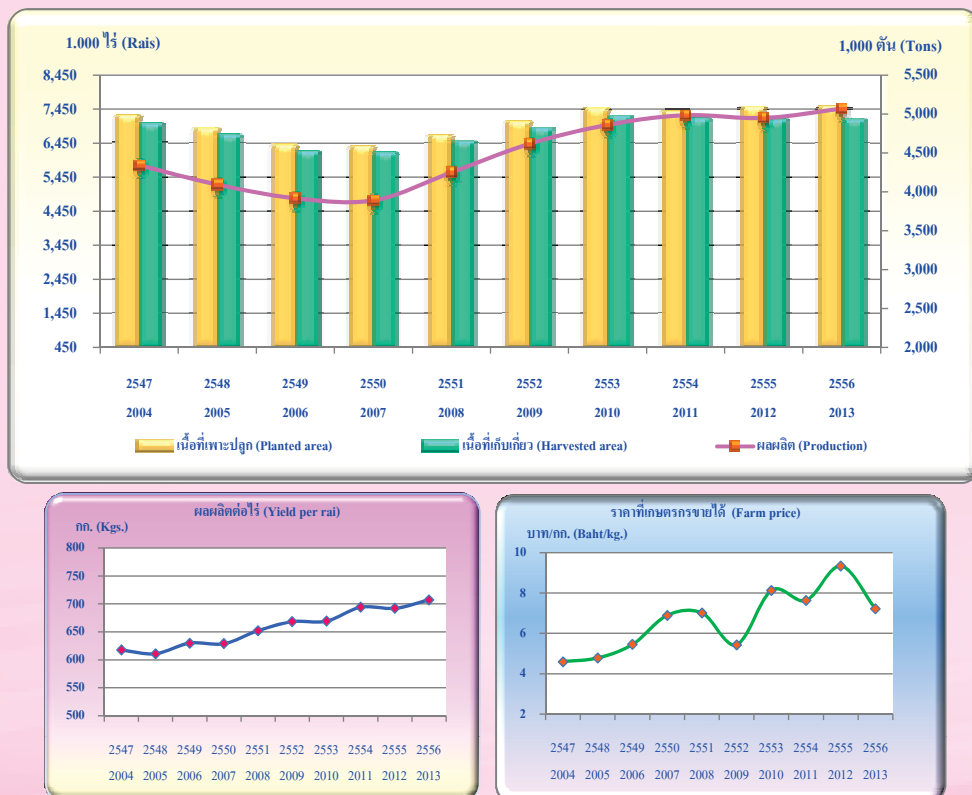 1.000 ไร่ (Rais)
1,000 ตัน (Tons)
8,450
7,450
6,450
5,450
4,450
3,450
2,450
1,450
450
5,500
5,000
4,500
4,000
3,500
3,000
2,500
2,000
2547 2548 2549 2550 2551 2552 2553 2554 2555 2556
2004 2005 2006 2007 2008 2009 2010 2011 2012 2013
เนื้อที่เพาะปลูก (Planted area) เนื้อที่เก็บเกี่ยว (Harvested area) ผลผลิต (Production)
ผลผลิตต่อไร่ (Yield per rai)
กก. (Kgs.)
800
750
700
650
600
550
500
2547 2548 2549 2550 2551 2552 2553 2554 2555 2556
2004 2005 2006 2007 2008 2009 2010 2011 2012 2013
ราคาที่เกษตรกรขายได้ (Farm price)
บาท/กก. (Baht/kg.)
10
8
6
4
2
2547 2548 2549 2550 2551 2552 2553 2554 2555 2556
2004 2005 2006 2007 2008 2009 2010 2011 2012 2013